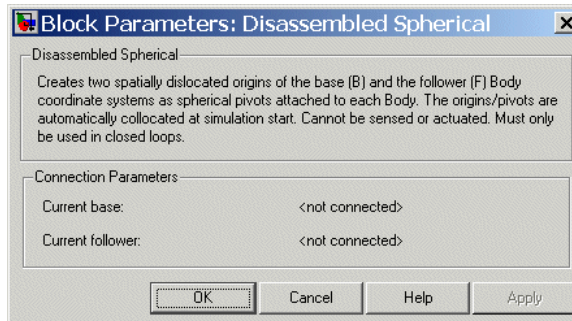 Block Parameters: Disassembled Spherical
Disassembled Spherical
Creates two spatially dislocated origins of the base (B) and the follower (F) Body
coordinate systems as spherical pivots attached to each Body. The origins/pivots are
automatically collocated at simulation start. Cannot be sensed or actuated. Must only
be used in closed loops.
Connection Parameters
Current base: <not connected>
Current follower: <not connected>
OK Cancel Help Apply